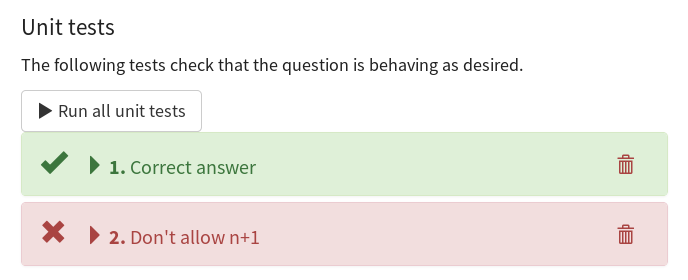 Unit tests
The following tests check that the question is behaving as desired.
Run all unit tests
1. Correct answer
2. Don't allow n+1